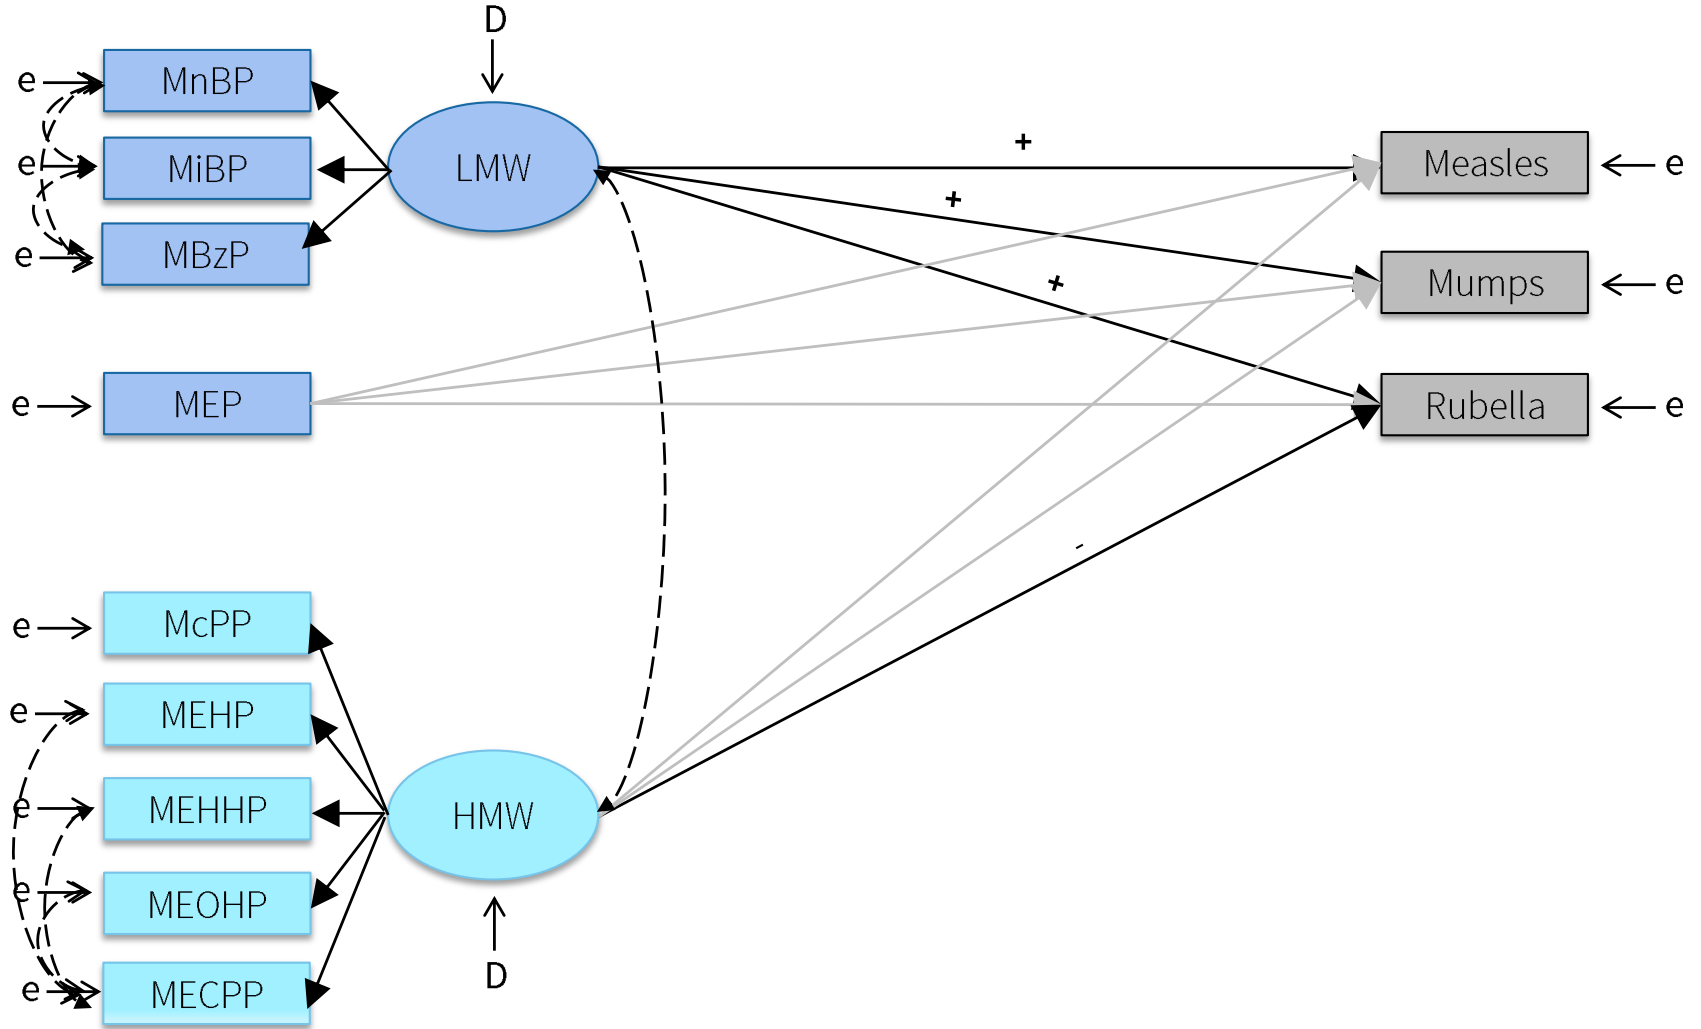 D
e
MnBP
e
MiBP
LMW
+
Measles
e
+
e
MBzP
+
Mumps
e
e
MEP
Rubella
e
-
e
McPP
e
MEHP
e
MEHHP
HMW
e
MEOHP
D
e
MECPP